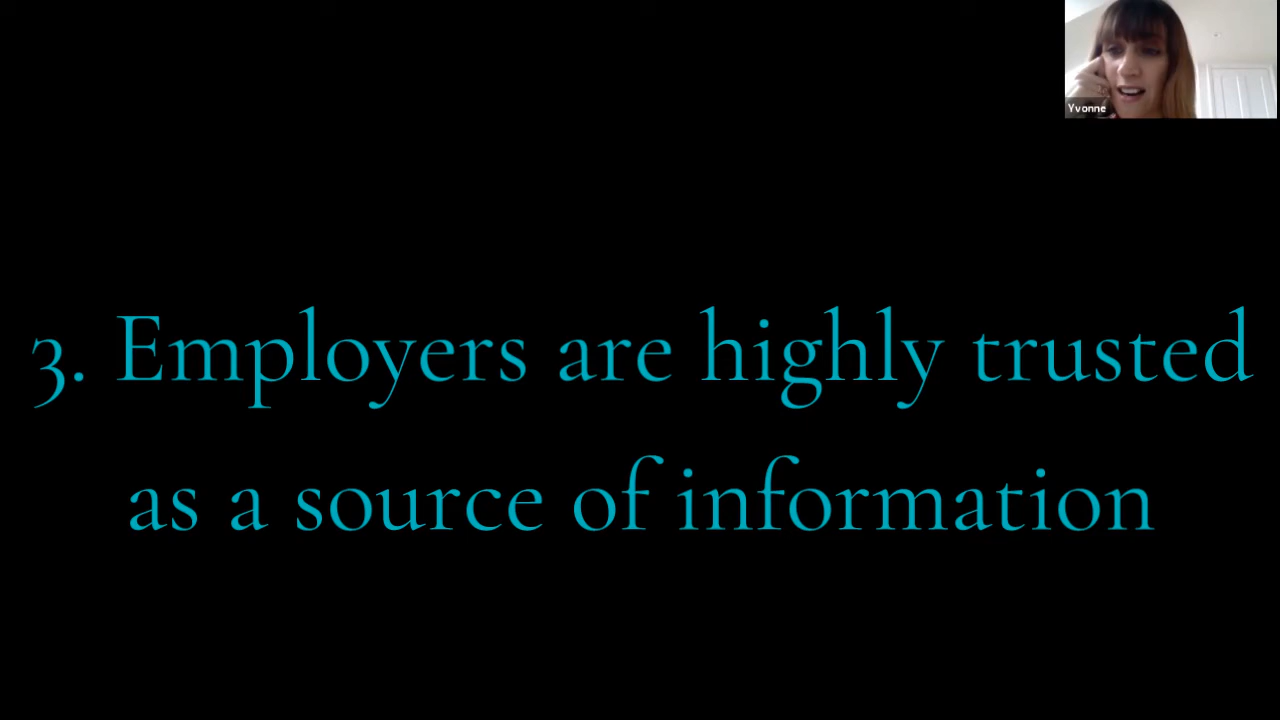 Yvonne
3. Employers are highly trusted
as a source of information